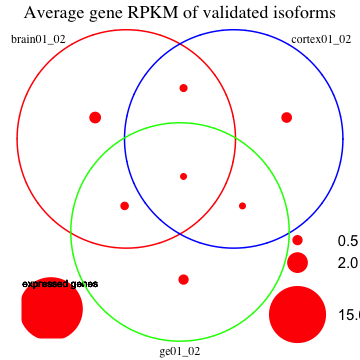 Average gene RPKM of validated isoforms
brain01_02
cortex01_02
0.5
2.0
expressed genes
15.0
ge01_02